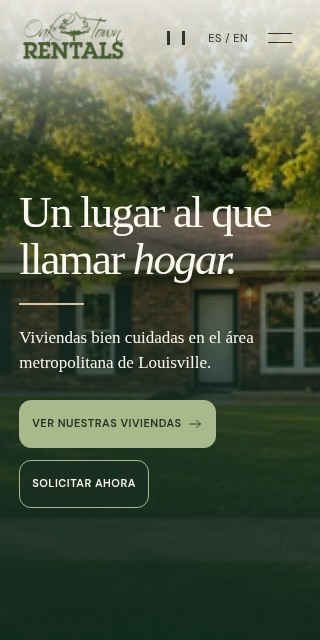 Oak Town
RENTALS
ES / EN
Un lugar al que
llamar hogar.
Viviendas bien cuidadas en el área
metropolitana de Louisville.
VER NUESTRAS VIVIENDAS →
SOLICITAR AHORA